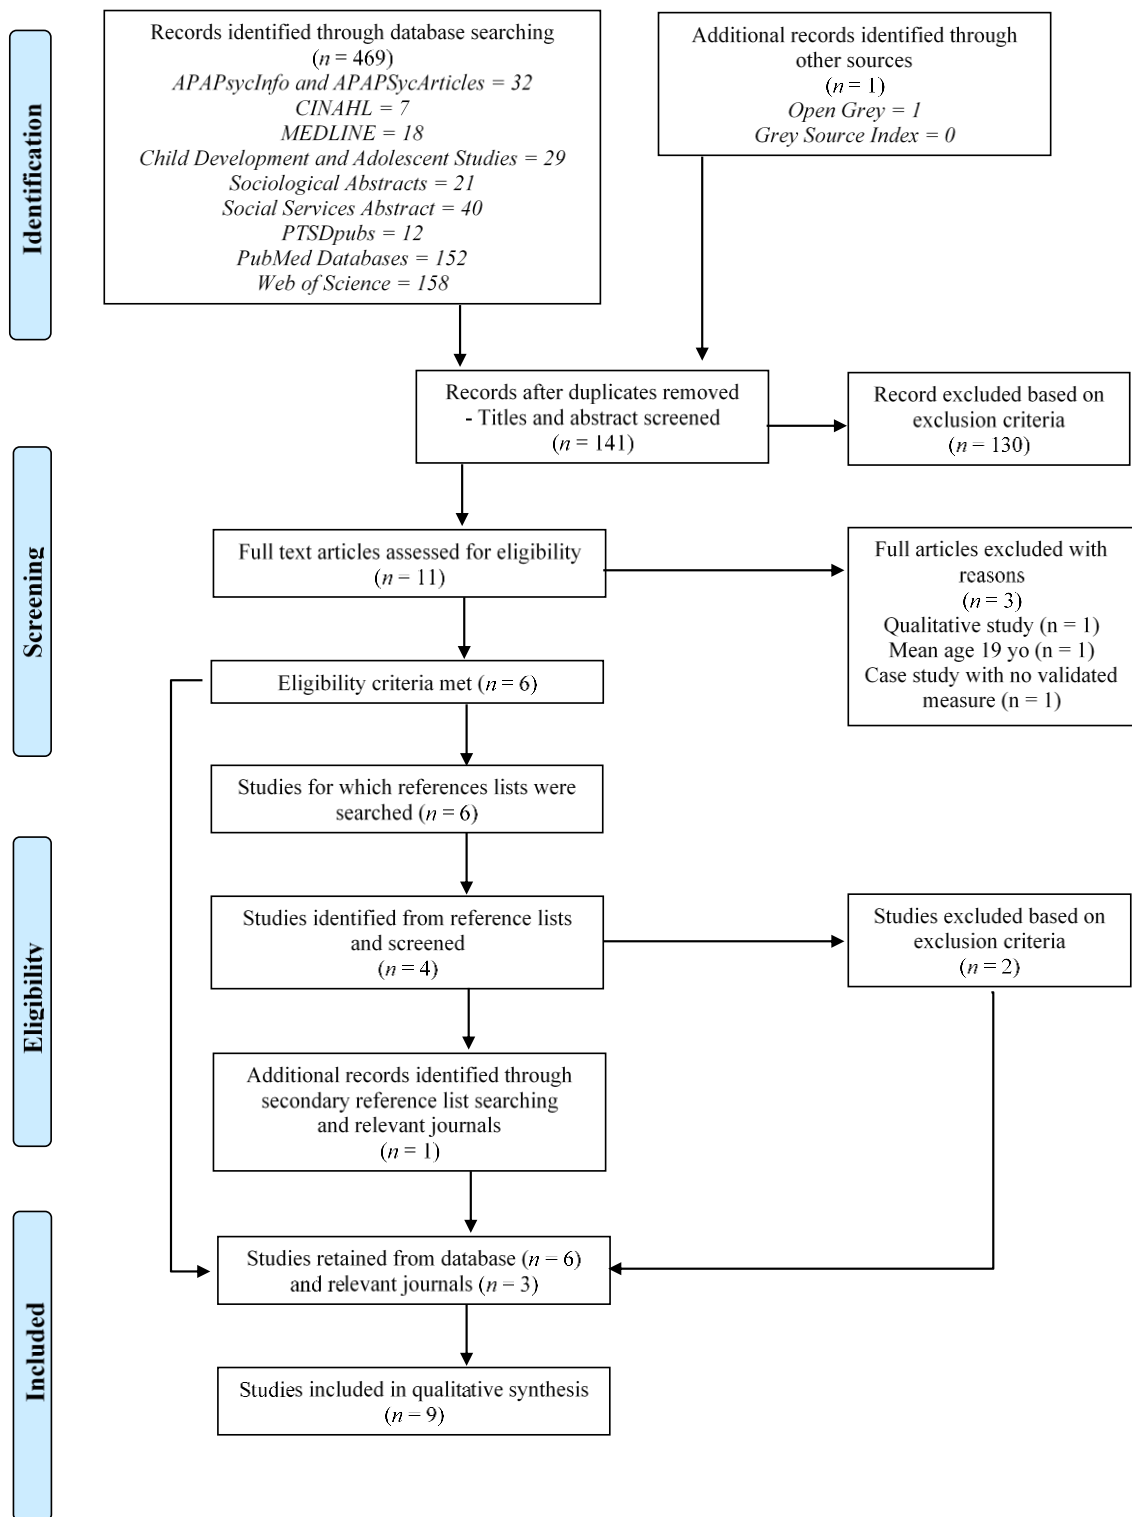 Identification
Records identified through database searching
(n = 469)
APAPsycInfo and APAPSycArticles = 32
CINAHL = 7
MEDLINE = 18
Child Development and Adolescent Studies = 29
Sociological Abstracts = 21
Social Services Abstract = 40
PTSDpubs = 12
PubMed Databases = 152
Web of Science = 158
Additional records identified through
other sources
(n = 1)
Open Grey = 1
Grey Source Index = 0
Records after duplicates removed
- Titles and abstract screened
(n = 141)
Record excluded based on
exclusion criteria
(n = 130)
Screening
Full text articles assessed for eligibility
(n = 11)
Full articles excluded with
reasons
(n = 3)
Qualitative study (n = 1)
Mean age 19 yo (n = 1)
Case study with no validated
measure (n = 1)
Eligibility criteria met (n = 6)
Studies for which references lists were
searched (n = 6)
Eligibility
Studies identified from reference lists
and screened
(n = 4)
Studies excluded based on
exclusion criteria
(n = 2)
Additional records identified through
secondary reference list searching
and relevant journals
(n = 1)
Included
Studies retained from database (n = 6)
and relevant journals (n = 3)
Studies included in qualitative synthesis
(n = 9)